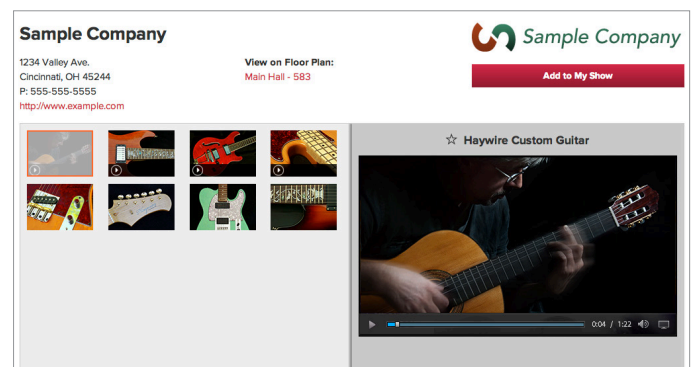 Sample Company
Sample Company
1234 Valley Ave.
Cincinnati, OH 45244
P: 555-555-5555
http://www.example.com
View on Floor Plan:
Main Hall - 583
Add to My Show
☆ Haywire Custom Guitar
0:04 / 1:22